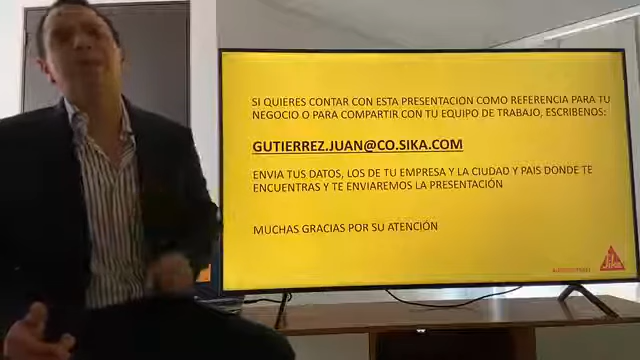 SI QUIERES CONTAR CON ESTA PRESENTACION COMO REFERENCIA PARA TU
NEGOCIO O PARA COMPARTIR CON TU EQUIPO DE TRABAJO, ESCRIBENOS:
GUTIERREZ.JUAN@CO.SIKA.COM
ENVIA TUS DATOS, LOS DE TU EMPRESA Y LA CIUDAD Y PAIS DONDE TE
ENCUENTRAS Y TE ENVIAREMOS LA PRESENTACIÓN
MUCHAS GRACIAS POR SU ATENCIÓN